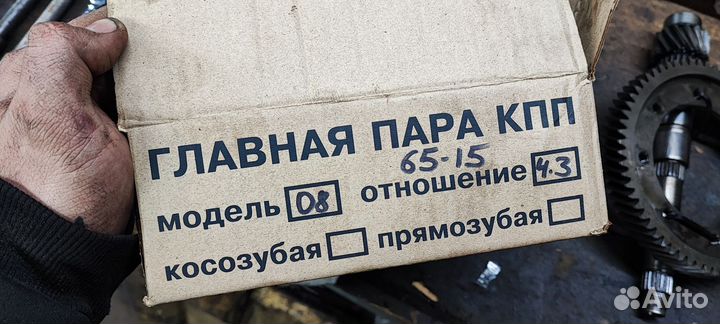 ГЛАВНАЯ ПАРА КПП
65-15
модель 08 отношение 4.3
косозубая прямозубая
Avito